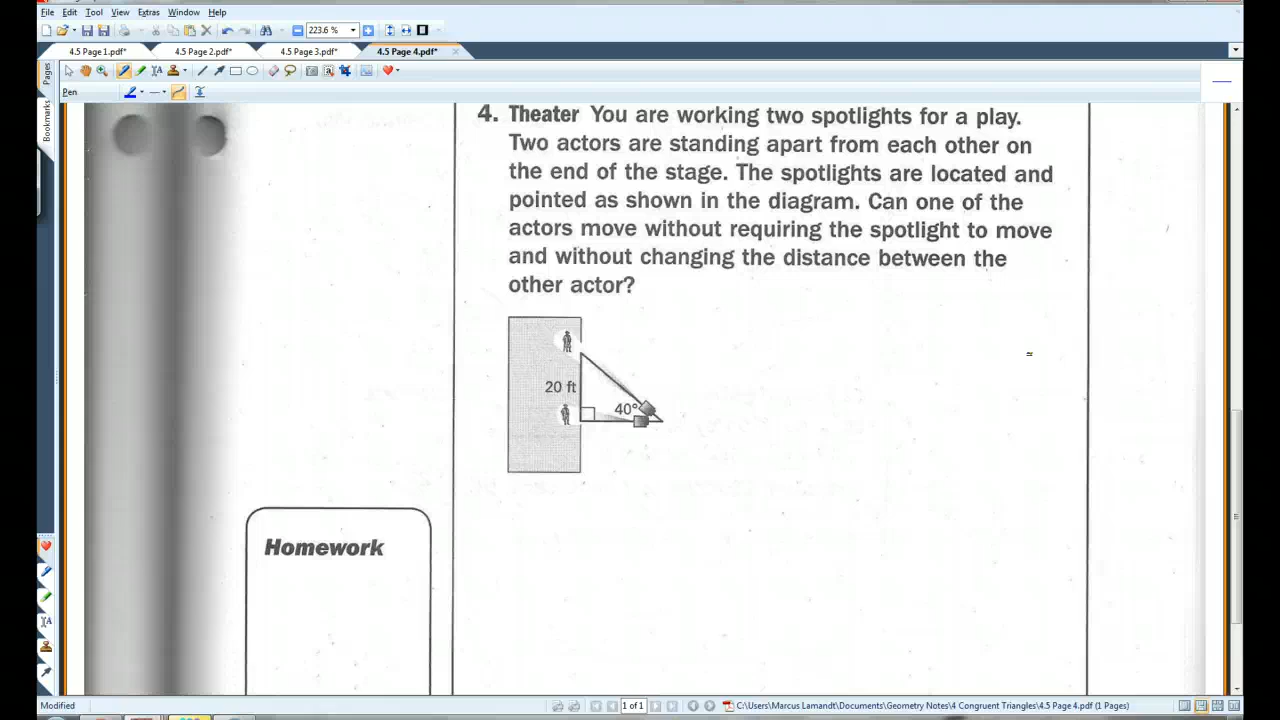 File Edit Tool View Extras Window Help
223.6 %
4.5 Page 1.pdf* 4.5 Page 2.pdf* 4.5 Page 3.pdf* 4.5 Page 4.pdf*
Pen
Pages
Bookmarks
4. Theater You are working two spotlights for a play.
Two actors are standing apart from each other on
the end of the stage. The spotlights are located and
pointed as shown in the diagram. Can one of the
actors move without requiring the spotlight to move
and without changing the distance between the
other actor?
20 ft
40°
Homework
Modified
1 of 1
C:\Users\Marcus Lamandt\Documents\Geometry Notes\4 Congruent Triangles\4.5 Page 4.pdf (1 Pages)